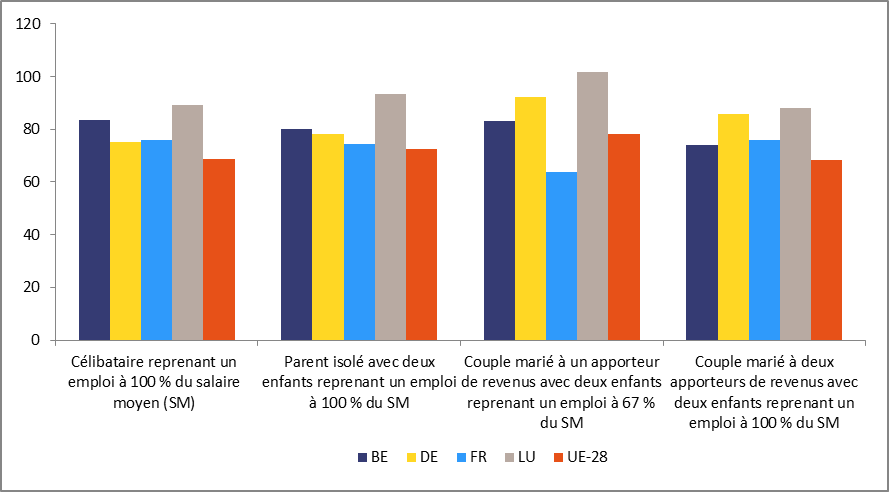 120
100
80
60
40
20
0
Célibataire reprenant un
emploi à 100 % du salaire
moyen (SM)
Parent isolé avec deux
enfants reprenant un emploi
à 100 % du SM
Couple marié à un apporteur
de revenus avec deux enfants
reprenant un emploi à 67 %
du SM
Couple marié à deux
apporteurs de revenus avec
deux enfants reprenant un
emploi à 100 % du SM
BE DE FR LU UE-28